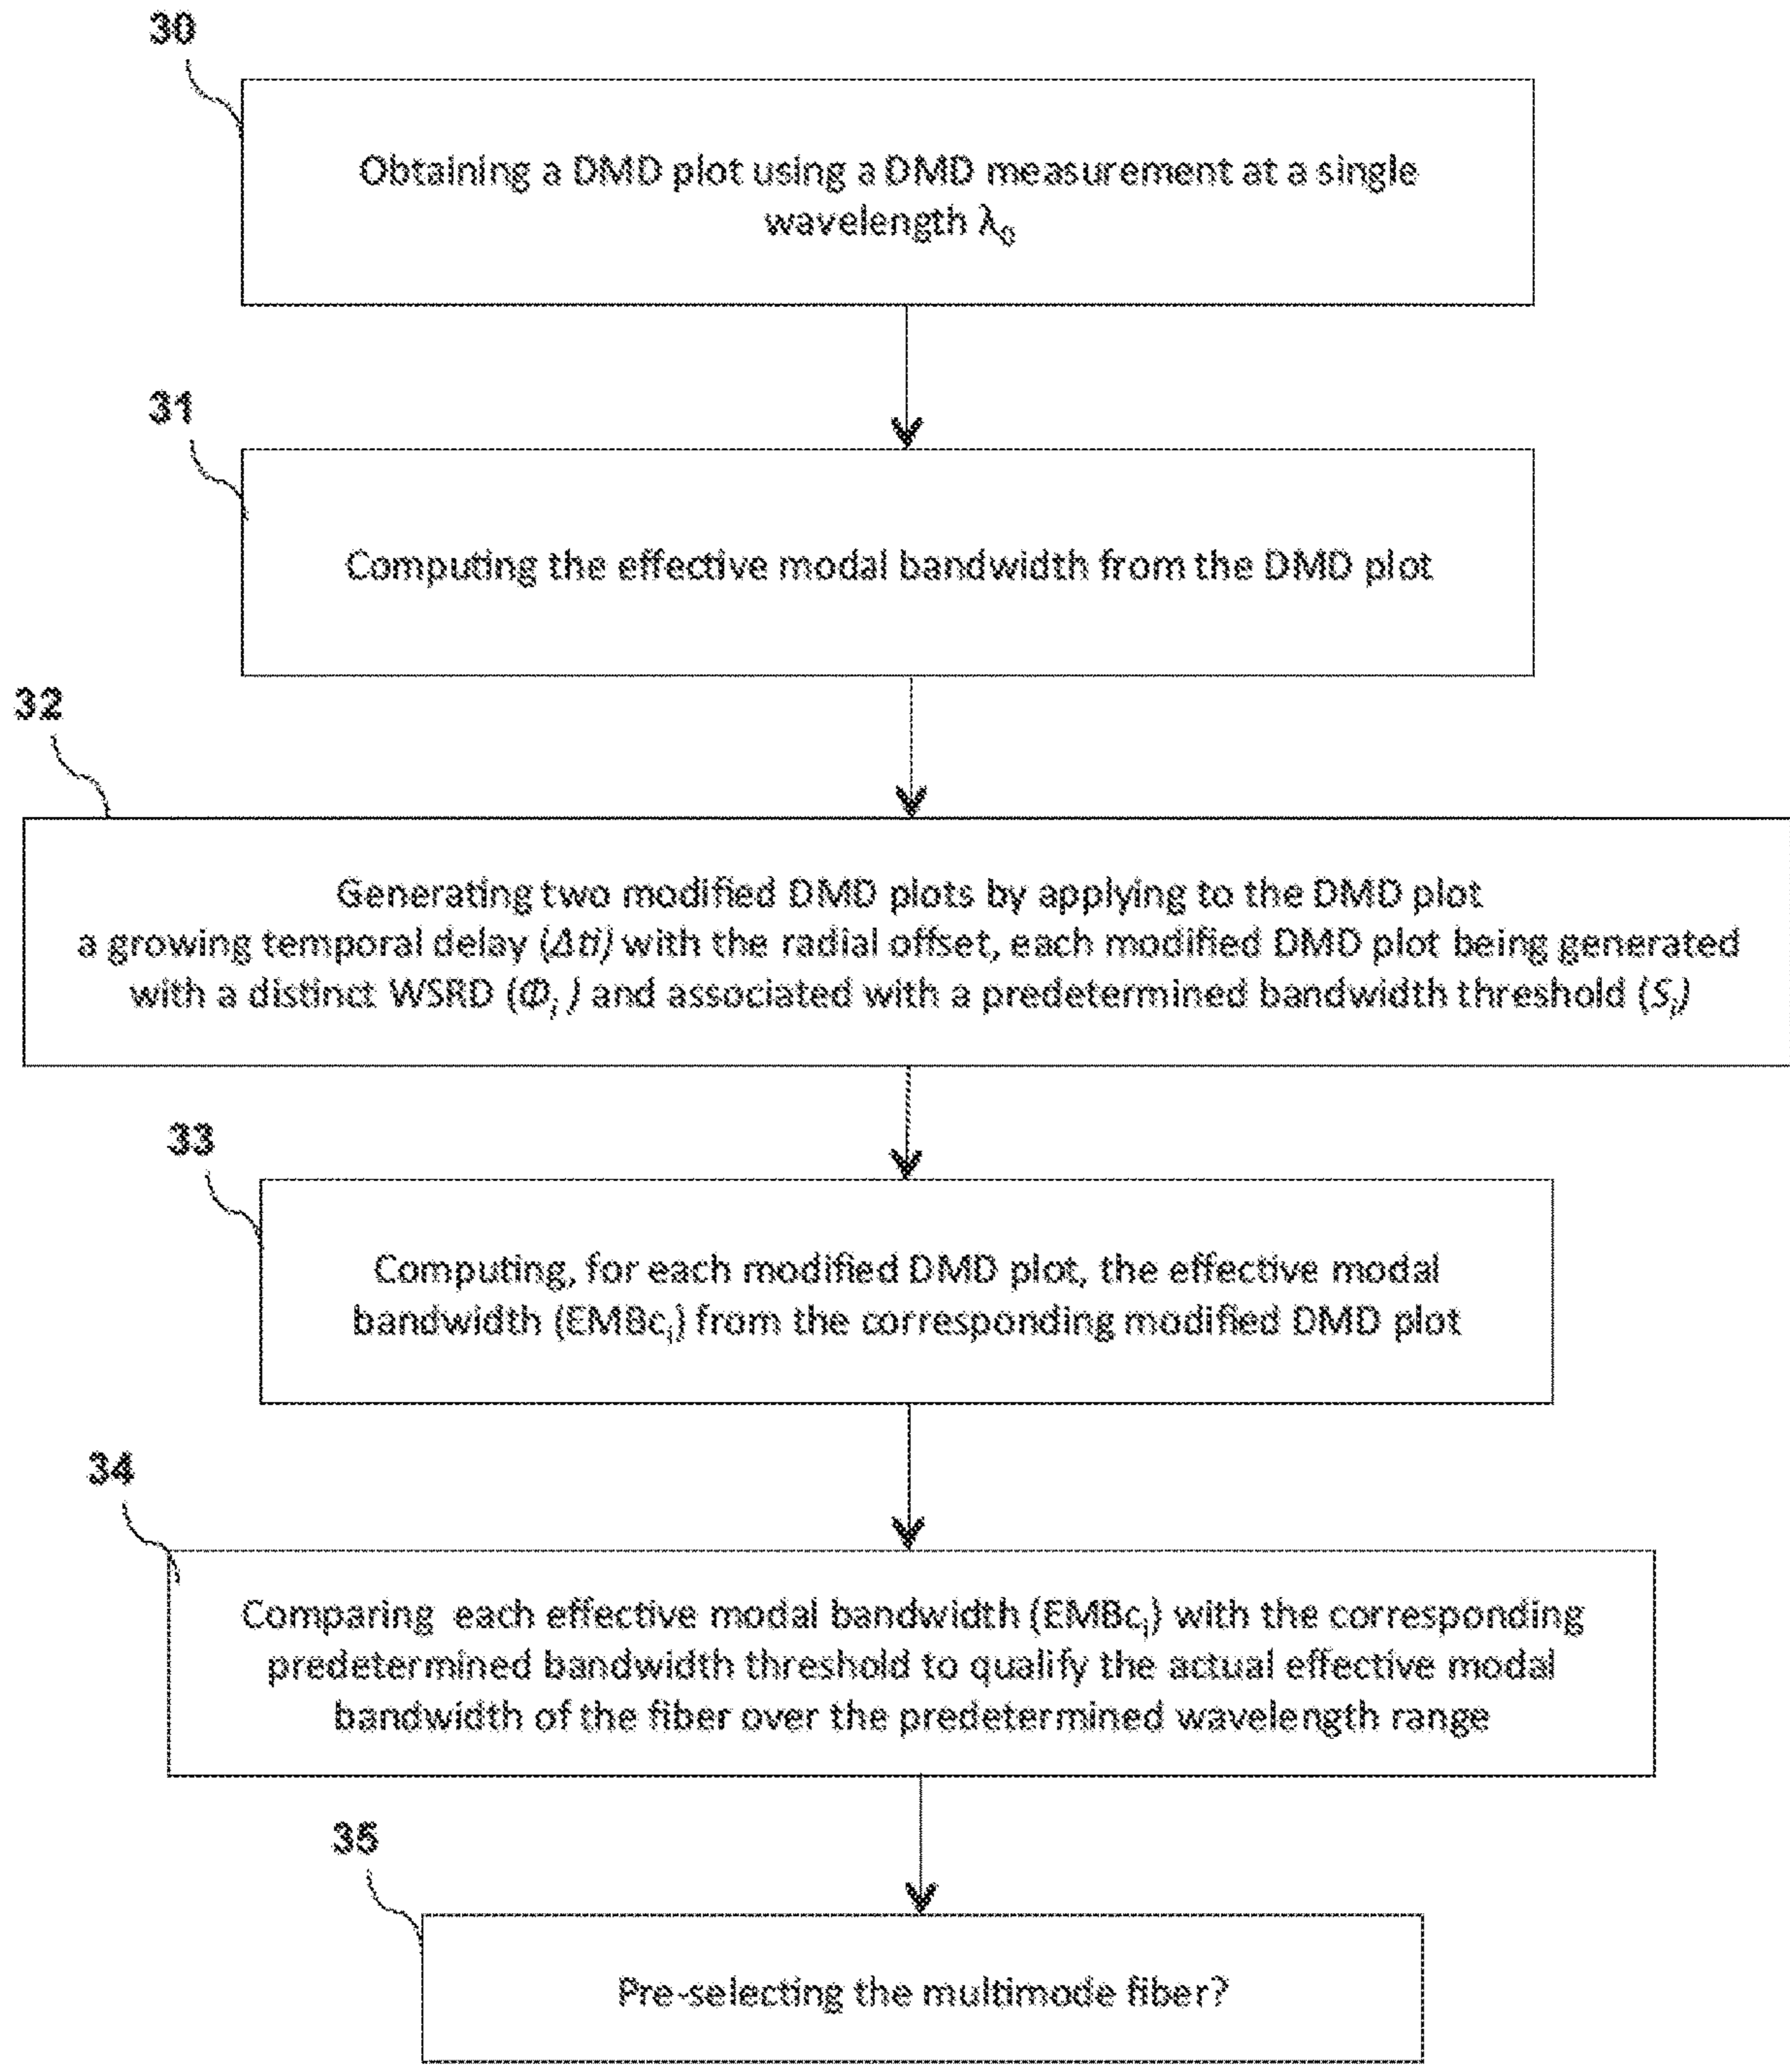 30
Obtaining a DMD plot using a DMD measurement at a single
wavelength λ₀
31
Computing the effective modal bandwidth from the DMD plot
32
Generating two modified DMD plots by applying to the DMD plot
a growing temporal delay (Δti) with the radial offset, each modified DMD plot being generated
with a distinct WSRD (Φᵢ ) and associated with a predetermined bandwidth threshold (Sᵢ)
33
Computing, for each modified DMD plot, the effective modal
bandwidth (EMBcᵢ) from the corresponding modified DMD plot
34
Comparing each effective modal bandwidth (EMBcᵢ) with the corresponding
predetermined bandwidth threshold to qualify the actual effective modal
bandwidth of the fiber over the predetermined wavelength range
35
Pre-selecting the multimode fiber?